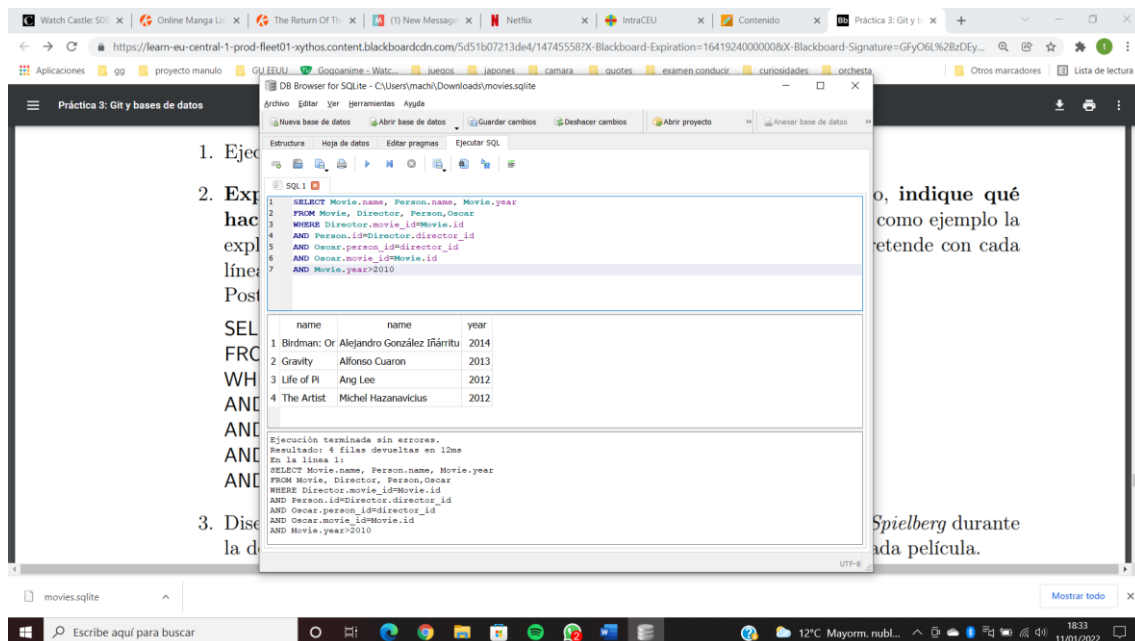 Watch Castle: S08
Online Manga Lis
The Return Of Th
(1) New Message
Netflix
IntraCEU
Contenido
Práctica 3: Git y b
https://learn-eu-central-1-prod-fleet01-xythos.content.blackboardcdn.com/5d51b07213de4/14745558?X-Blackboard-Expiration=1641924000000&X-Blackboard-Signature=GFyO6L%2BzDEy...
Aplicaciones
gg
proyecto manulo
GU EEUU
Gogoanime - Watc...
juegos
japones
camara
quotes
examen conducir
curiosidades
orchesta
Otros marcadores
Lista de lectura
Práctica 3: Git y bases de datos
DB Browser for SQLite - C:\Users\machi\Downloads\movies.sqlite
Archivo Editar Ver Herramientas Ayuda
Nueva base de datos
Abrir base de datos
Guardar cambios
Deshacer cambios
Abrir proyecto
Anexar base de datos
Estructura
Hoja de datos
Editar pragmas
Ejecutar SQL
SQL 1
1 SELECT Movie.name, Person.name, Movie.year
2 FROM Movie, Director, Person,Oscar
3 WHERE Director.movie_id=Movie.id
4 AND Person.id=Director.director_id
5 AND Oscar.person_id=director_id
6 AND Oscar.movie_id=Movie.id
7 AND Movie.year>2010
name name year
1 Birdman: Or Alejandro González Iñárritu 2014
2 Gravity Alfonso Cuaron 2013
3 Life of Pi Ang Lee 2012
4 The Artist Michel Hazanavicius 2012
Ejecución terminada sin errores.
Resultado: 4 filas devueltas en 12ms
En la línea 1:
SELECT Movie.name, Person.name, Movie.year
FROM Movie, Director, Person,Oscar
WHERE Director.movie_id=Movie.id
AND Person.id=Director.director_id
AND Oscar.person_id=director_id
AND Oscar.movie_id=Movie.id
AND Movie.year>2010
UTF-8
1. Ejec
2. Exp
o, indique qué
hac
como ejemplo la
expl
retende con cada
línea
Post
SEL
FRO
WH
AND
AND
AND
AND
3. Dise
Spielberg durante
la d
ada película.
movies.sqlite
Mostrar todo
Escribe aquí para buscar
12°C Mayorm. nubl...
18:33
11/01/2022